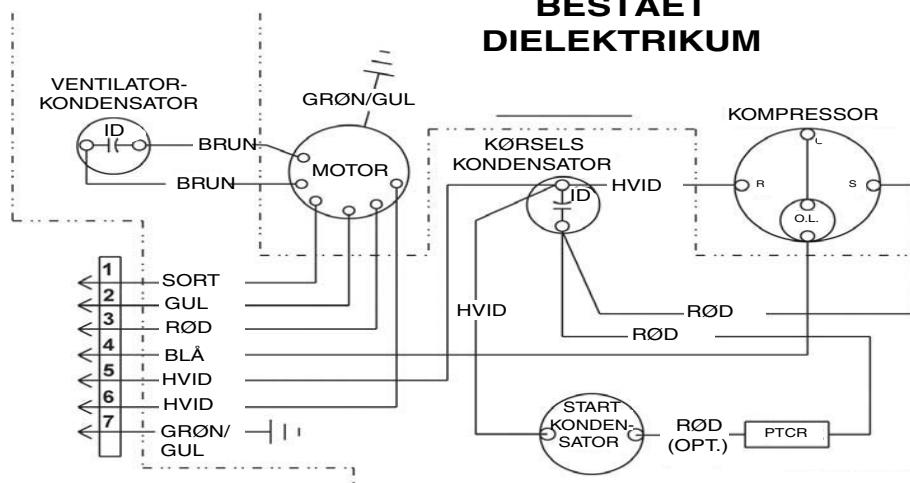 BESTÅET
DIELEKTRIKUM
VENTILATOR-
KONDENSATOR
ID
BRUN
BRUN
GRØN/GUL
MOTOR
KØRSELS
KONDENSATOR
ID
HVID
KOMPRESSOR
L
R
S
O.L.
1
SORT
2
GUL
3
RØD
4
BLÅ
5
HVID
6
HVID
7
GRØN/
GUL
HVID
RØD
RØD
START
KONDEN-
SATOR
RØD
(OPT.)
PTCR